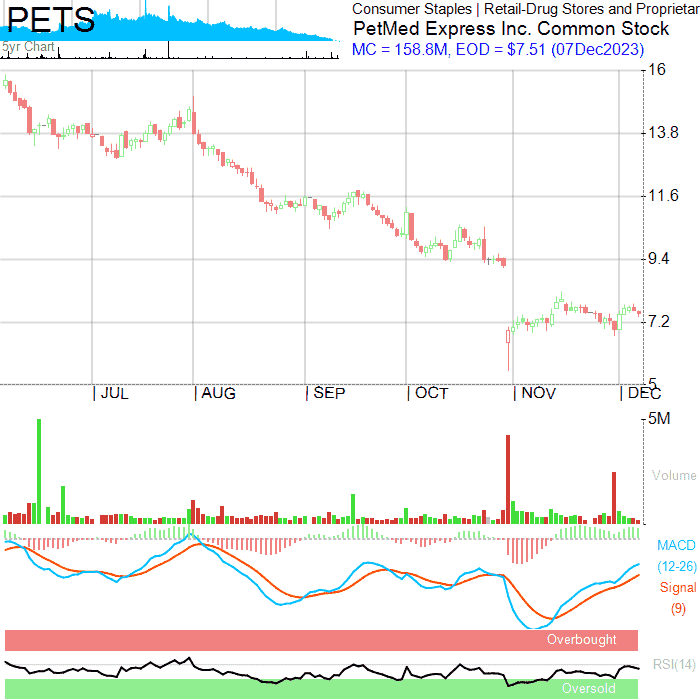 PETS
5yr Chart
Consumer Staples | Retail-Drug Stores and Proprietar
PetMed Express Inc. Common Stock
MC = 158.8M, EOD = $7.51 (07Dec2023)
16
13.8
11.6
9.4
7.2
5
JUL
AUG
SEP
OCT
NOV
DEC
5M
Volume
MACD
(12-26)
Signal
(9)
Overbought
RSI(14)
Oversold